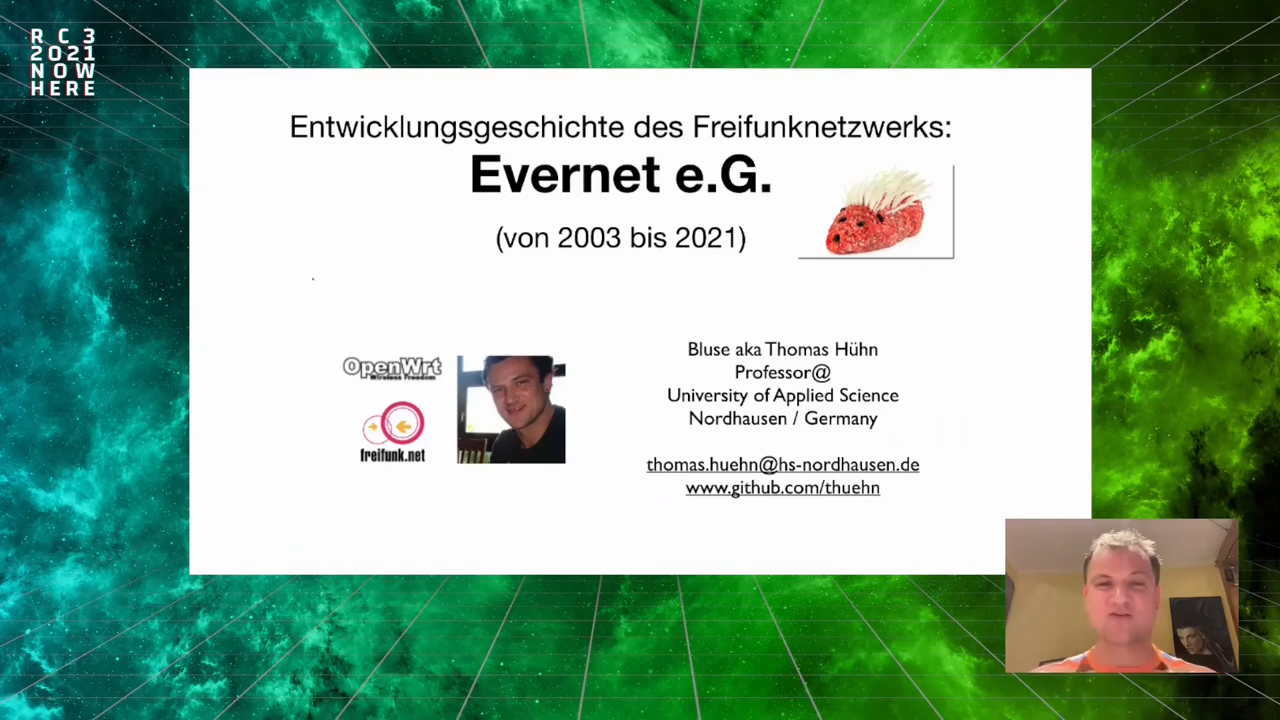 R C 3
2021
NOW
HERE
Entwicklungsgeschichte des Freifunknetzwerks:
Evernet e.G.
(von 2003 bis 2021)
OpenWrt
Wireless Freedom
freifunk.net
Bluse aka Thomas Hühn
Professor@
University of Applied Science
Nordhausen / Germany
thomas.huehn@hs-nordhausen.de
www.github.com/thuehn